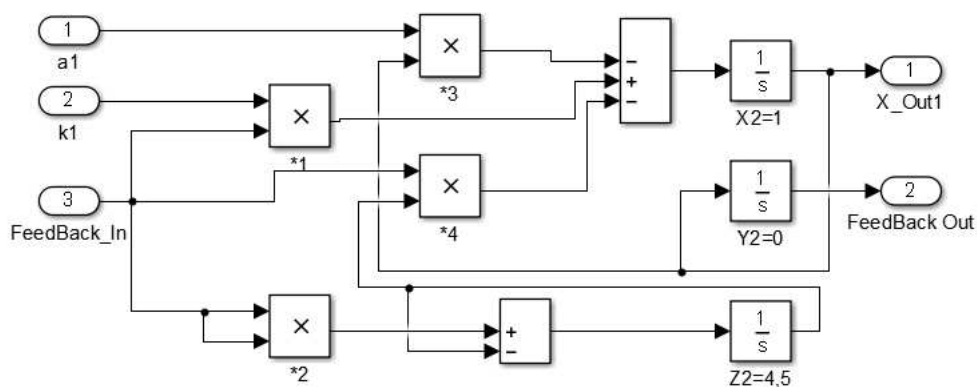 1
a1
2
k1
3
FeedBack_In
×
*3
×
*1
×
*4
×
*2
−
+
−
+
−
1
s
X2=1
1
s
Y2=0
1
s
Z2=4,5
1
X_Out1
2
FeedBack Out